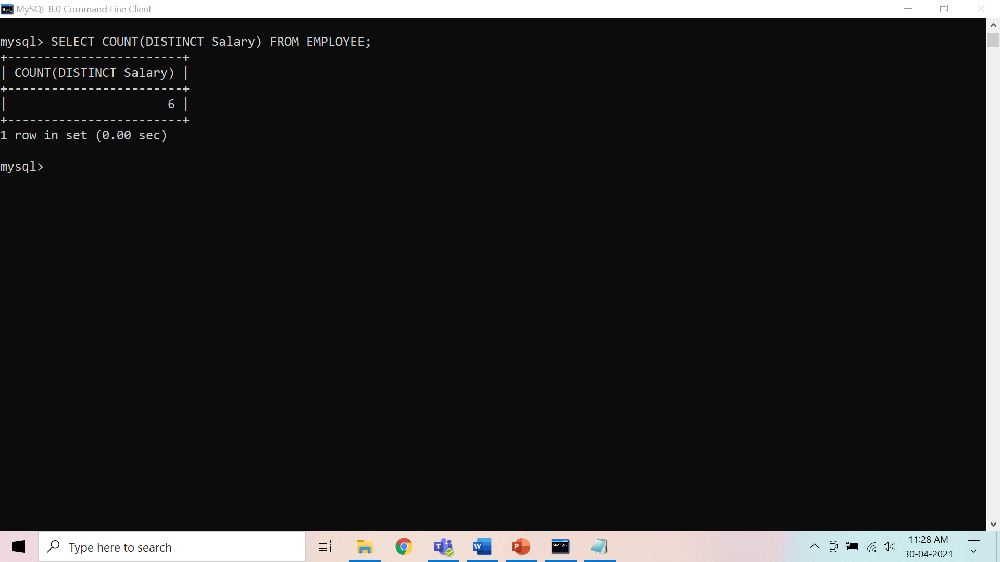 MySQL 8.0 Command Line Client
mysql> SELECT COUNT(DISTINCT Salary) FROM EMPLOYEE;
+------------------------+
| COUNT(DISTINCT Salary) |
+------------------------+
|                      6 |
+------------------------+
1 row in set (0.00 sec)
mysql>
Type here to search
T
W
P
MySQL>
11:28 AM
30-04-2021